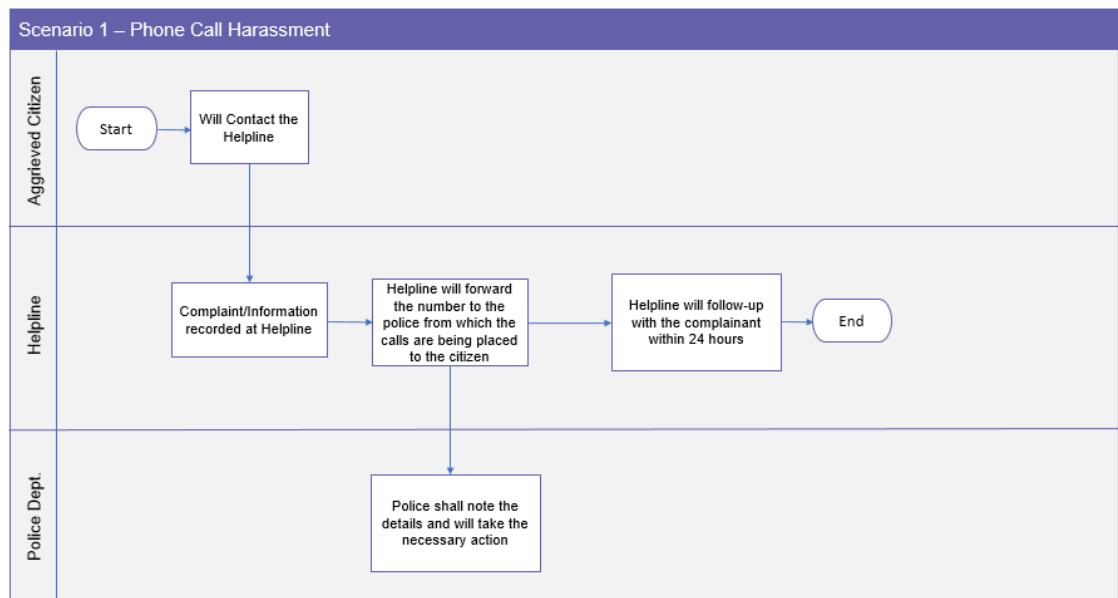 Scenario 1 – Phone Call Harassment
Aggrieved Citizen
Start
Will Contact the
Helpline
Helpline
Complaint/Information
recorded at Helpline
Helpline will forward
the number to the
police from which the
calls are being placed
to the citizen
Helpline will follow-up
with the complainant
within 24 hours
End
Police Dept.
Police shall note the
details and will take the
necessary action